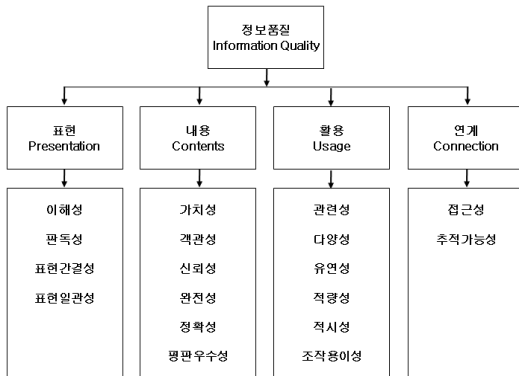 정보품질
Information Quality
표현
Presentation
내용
Contents
활용
Usage
연계
Connection
이해성
판독성
표현간결성
표현일관성
가치성
객관성
신뢰성
완전성
정확성
평판우수성
관련성
다양성
유연성
적량성
적시성
조작용이성
접근성
추적가능성